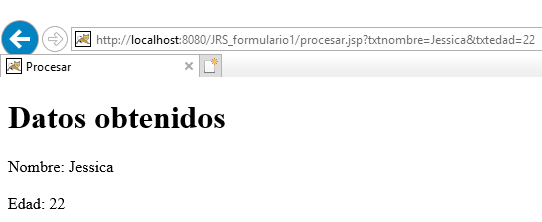 http://localhost:8080/JRS_formulario1/procesar.jsp?txtnombre=Jessica&txtedad=22
Procesar
Datos obtenidos
Nombre: Jessica
Edad: 22